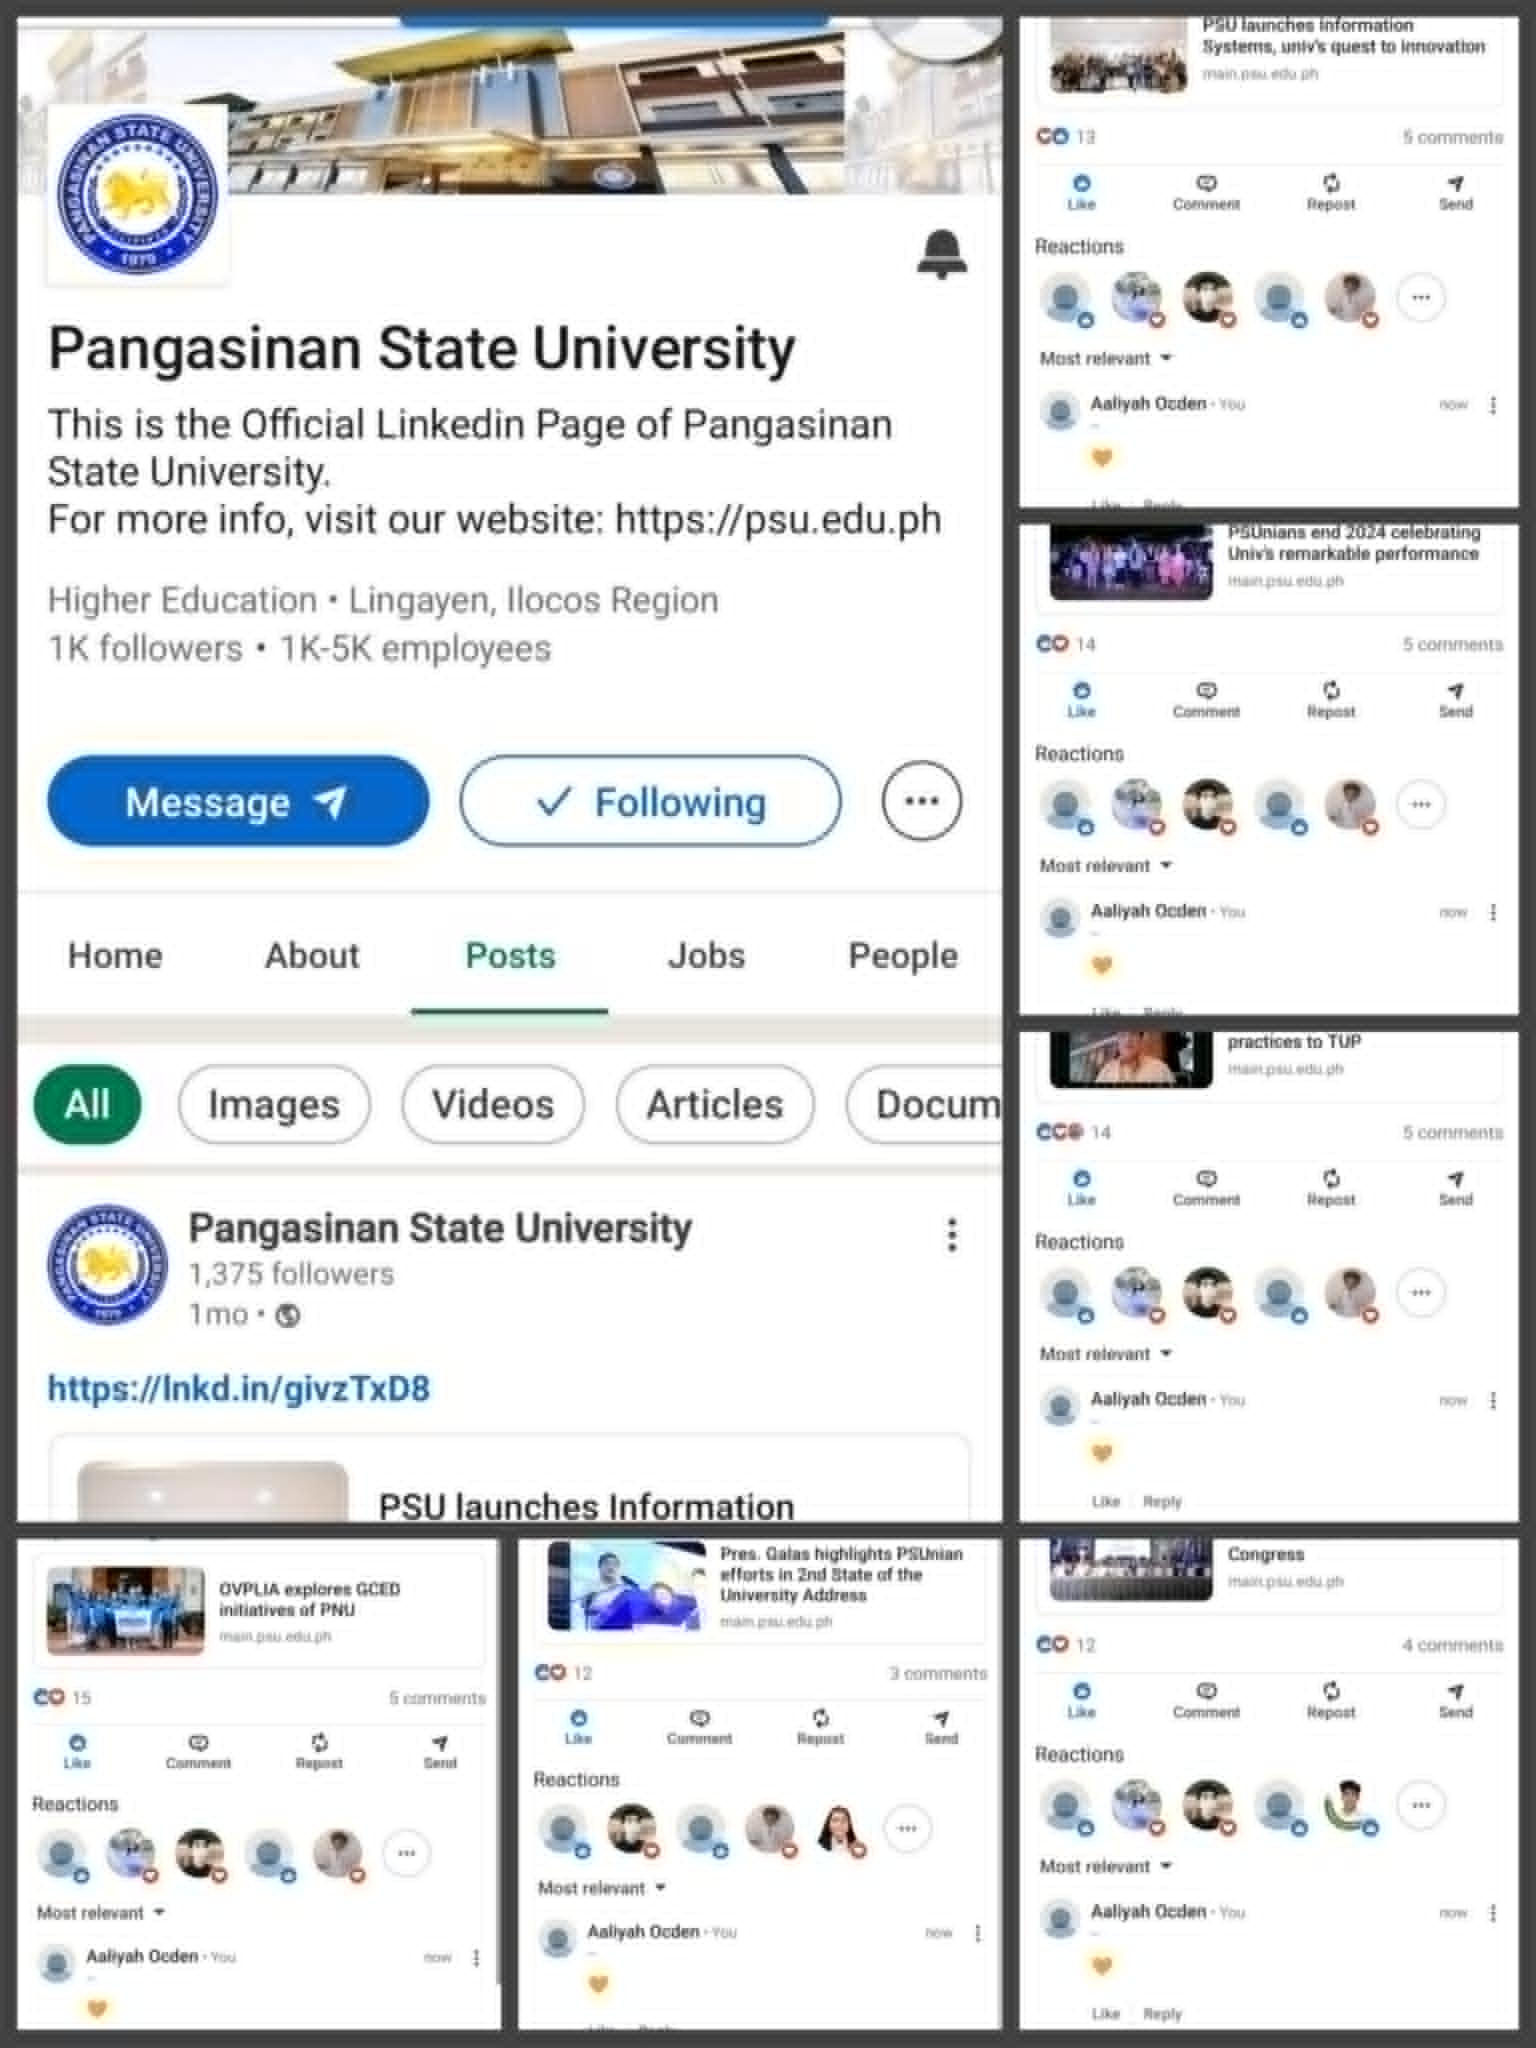 PANGASINAN STATE UNIVERSITY
1979
Pangasinan State University
This is the Official Linkedin Page of Pangasinan
State University.
For more info, visit our website: https://psu.edu.ph
Higher Education • Lingayen, Ilocos Region
1K followers • 1K-5K employees
Message
Following
Home
About
Posts
Jobs
People
All
Images
Videos
Articles
Docum
PANGASINAN STATE UNIVERSITY
1979
Pangasinan State University
1,375 followers
1mo •
https://lnkd.in/givzTxD8
PSU launches Information
PSU launches Information
Systems, univ's quest to innovation
main.psu.edu.ph
13
5 comments
Like
Comment
Repost
Send
Reactions
Most relevant
Aaliyah Ocden • You
now
Like
Reply
PSUnians end 2024 celebrating
Univ's remarkable performance
main.psu.edu.ph
14
5 comments
Like
Comment
Repost
Send
Reactions
Most relevant
Aaliyah Ocden • You
now
Like
Reply
practices to TUP
main.psu.edu.ph
14
5 comments
Like
Comment
Repost
Send
Reactions
Most relevant
Aaliyah Ocden • You
now
Like
Reply
OVPLIA explores GCED
initiatives of PNU
main.psu.edu.ph
15
5 comments
Like
Comment
Repost
Send
Reactions
Most relevant
Aaliyah Ocden • You
now
Pres. Galas highlights PSUnian
efforts in 2nd State of the
University Address
main.psu.edu.ph
12
3 comments
Like
Comment
Repost
Send
Reactions
Most relevant
Aaliyah Ocden • You
now
Like
Reply
Congress
main.psu.edu.ph
12
4 comments
Like
Comment
Repost
Send
Reactions
Most relevant
Aaliyah Ocden • You
now
Like
Reply